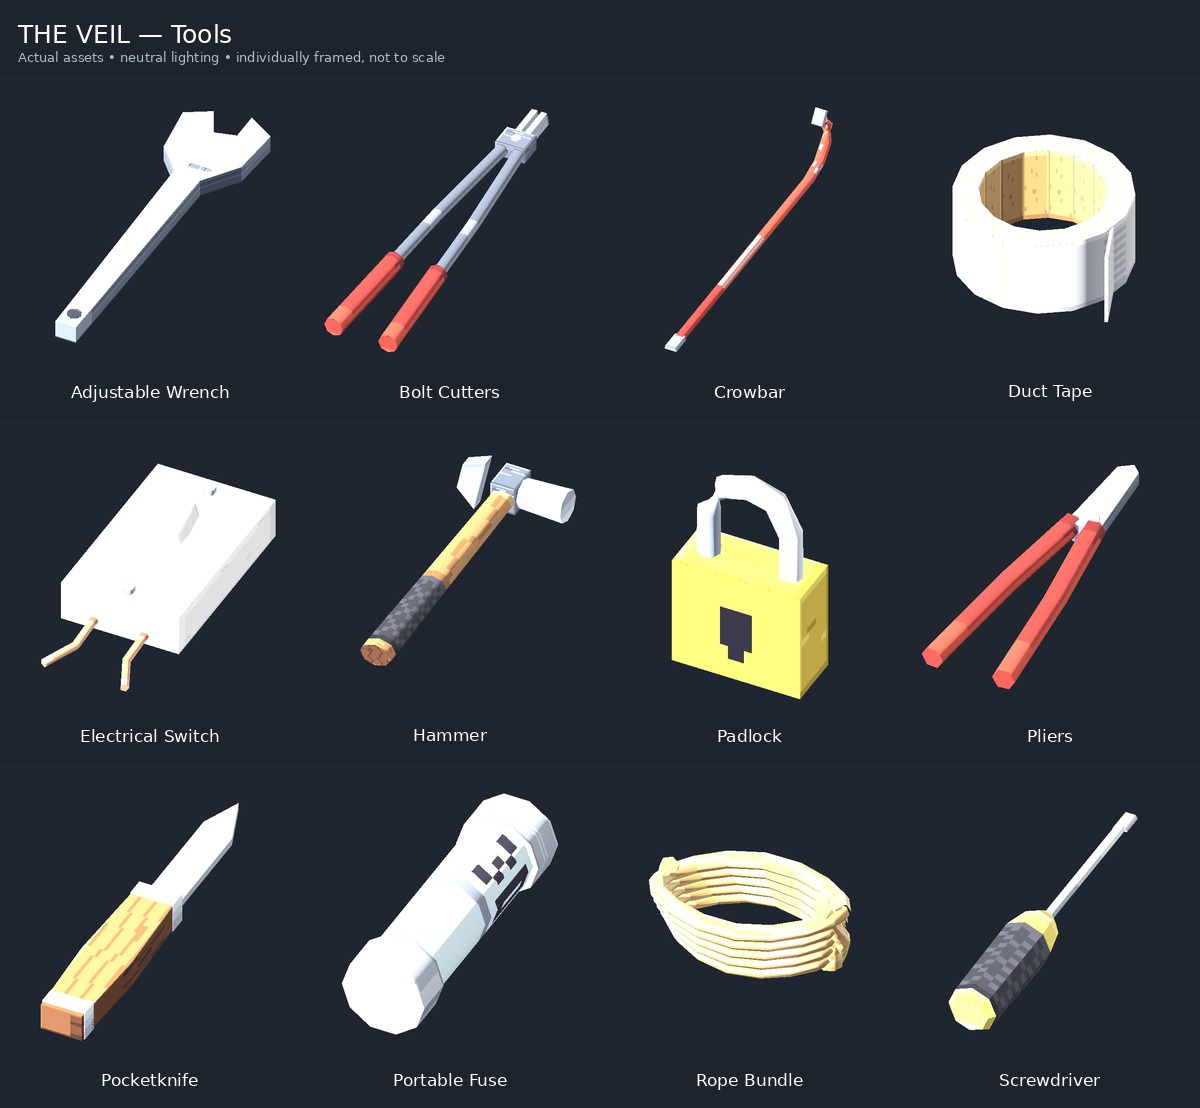 THE VEIL — Tools
Actual assets • neutral lighting • individually framed, not to scale
Adjustable Wrench
Bolt Cutters
Crowbar
Duct Tape
Electrical Switch
Hammer
Padlock
Pliers
Pocketknife
Portable Fuse
Rope Bundle
Screwdriver